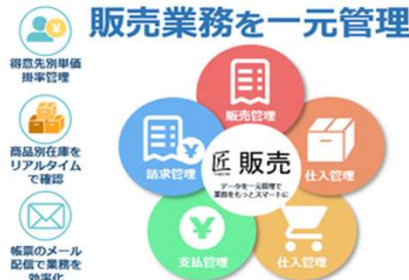 販売業務を一元管理
得意先別単価
掛率管理
商品別在庫を
リアルタイム
で確認
帳票のメール
配信で業務を
効率化
販売管理
請求管理
仕入管理
匠 販売
データを一元管理で
業務をもっとスマートに
支払管理
仕入管理